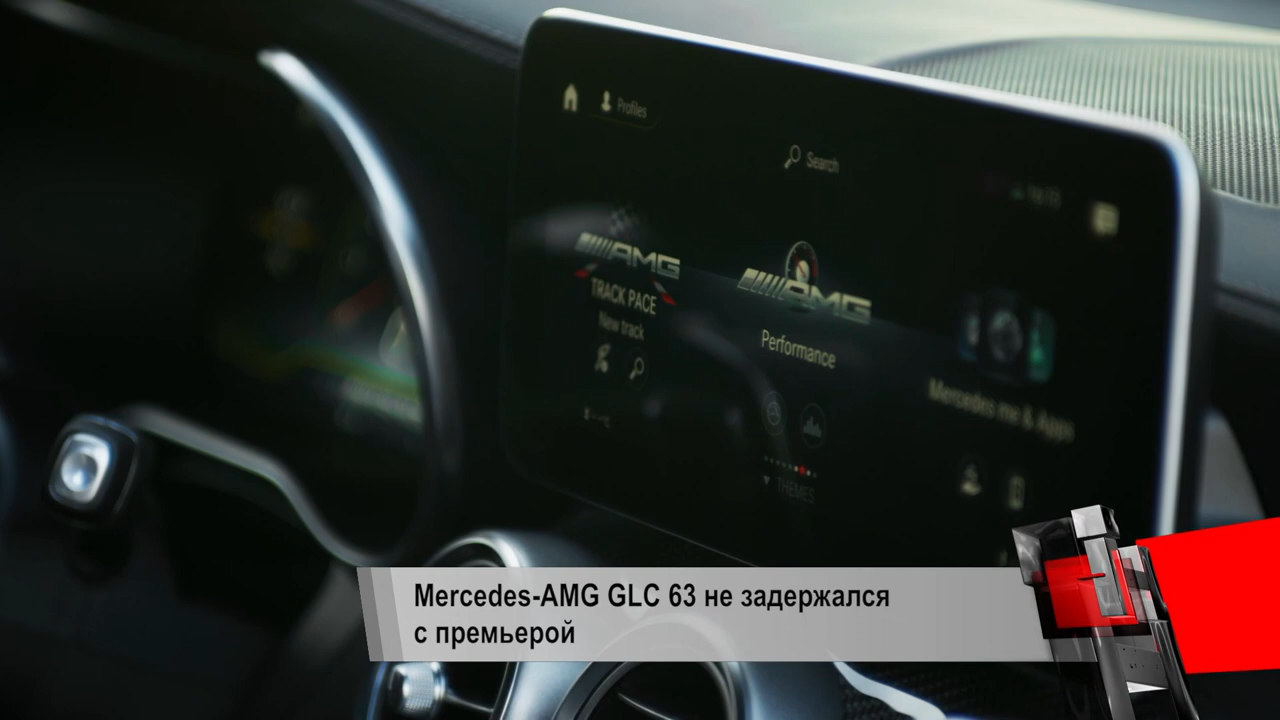 Profiles
Search
AMG
TRACK PACE
New track
AMG
Performance
Mercedes me & Apps
THEMES
Mercedes-AMG GLC 63 не задержался
с премьерой